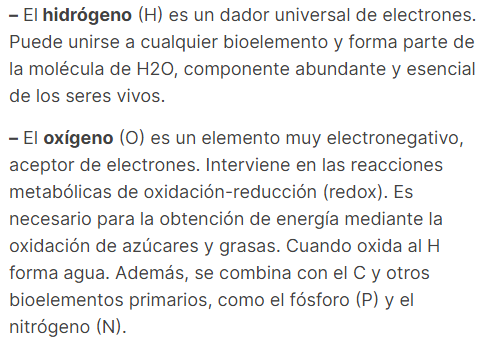 – El hidrógeno (H) es un dador universal de electrones.
Puede unirse a cualquier bioelemento y forma parte de
la molécula de H2O, componente abundante y esencial
de los seres vivos.
– El oxígeno (O) es un elemento muy electronegativo,
aceptor de electrones. Interviene en las reacciones
metabólicas de oxidación-reducción (redox). Es
necesario para la obtención de energía mediante la
oxidación de azúcares y grasas. Cuando oxida al H
forma agua. Además, se combina con el C y otros
bioelementos primarios, como el fósforo (P) y el
nitrógeno (N).